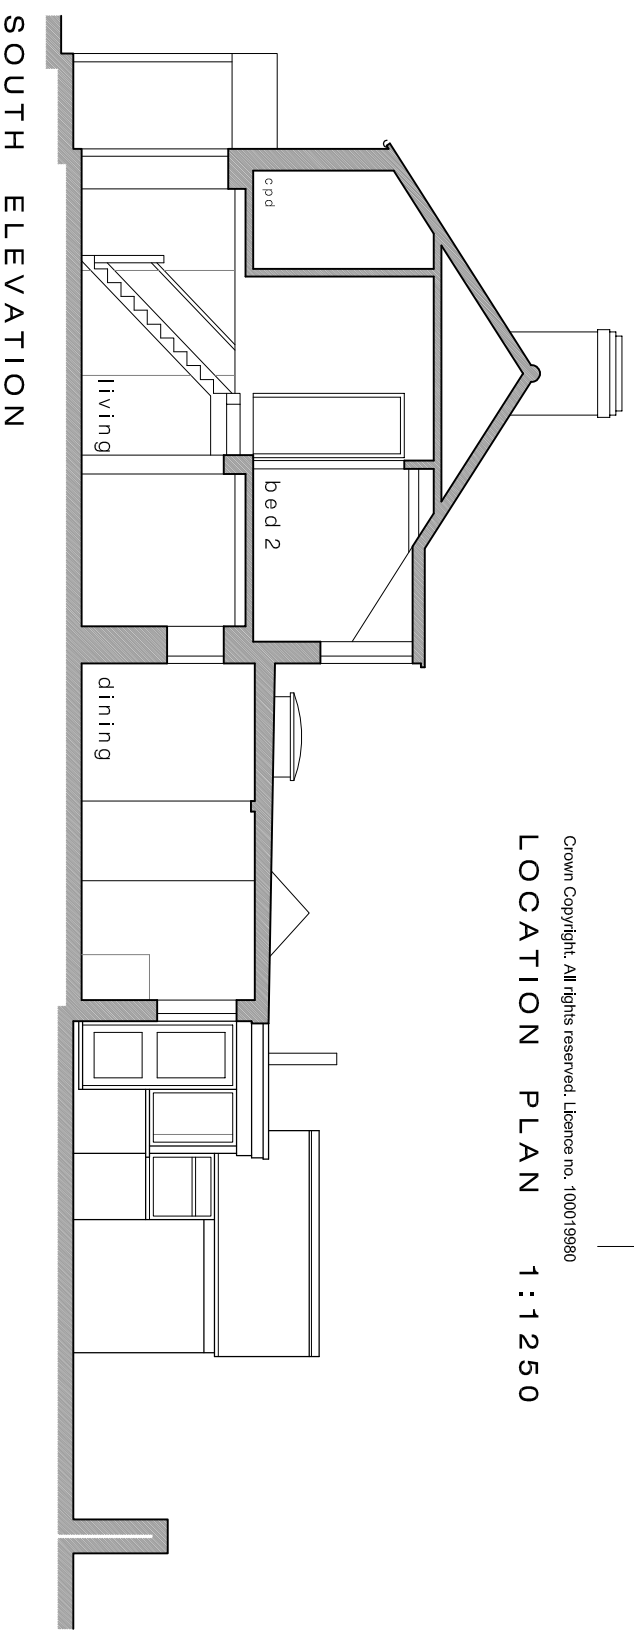 Crown Copyright. All rights reserved. Licence no. 100019980
LOCATION PLAN 1:1250
cpd
bed 2
living
dining
SOUTH ELEVATION